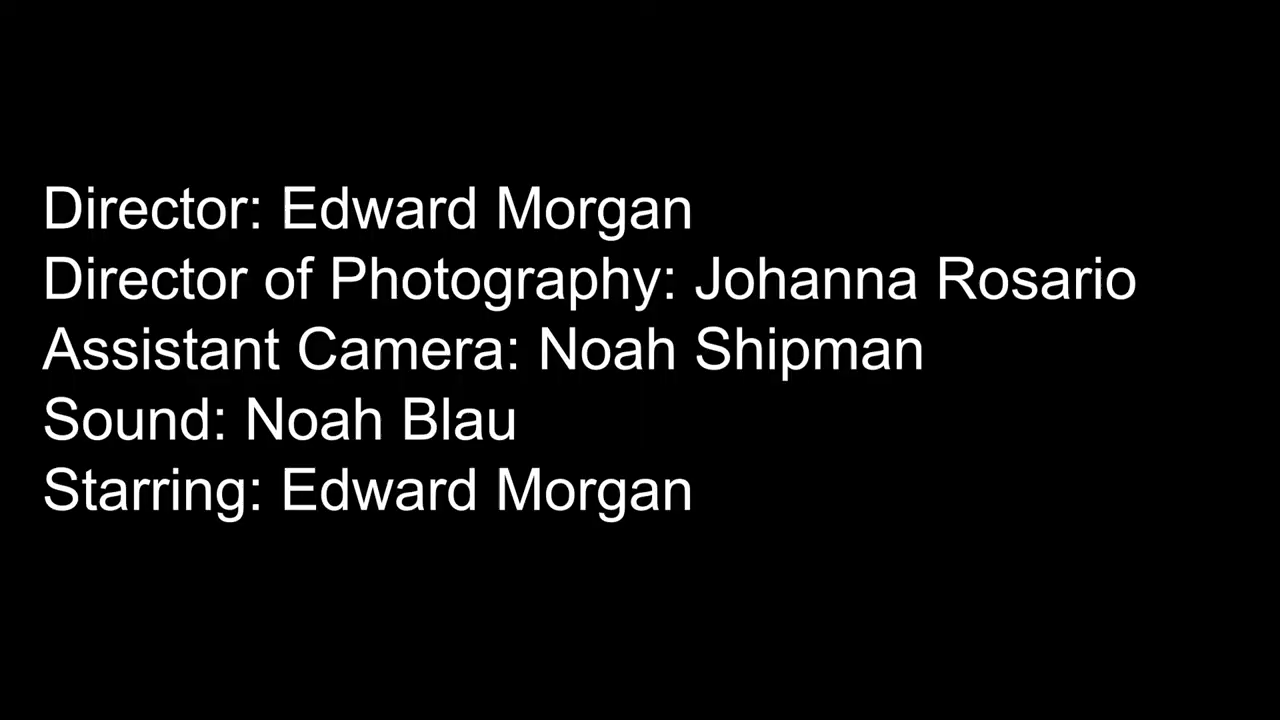 Director: Edward Morgan
Director of Photography: Johanna Rosario
Assistant Camera: Noah Shipman
Sound: Noah Blau
Starring: Edward Morgan